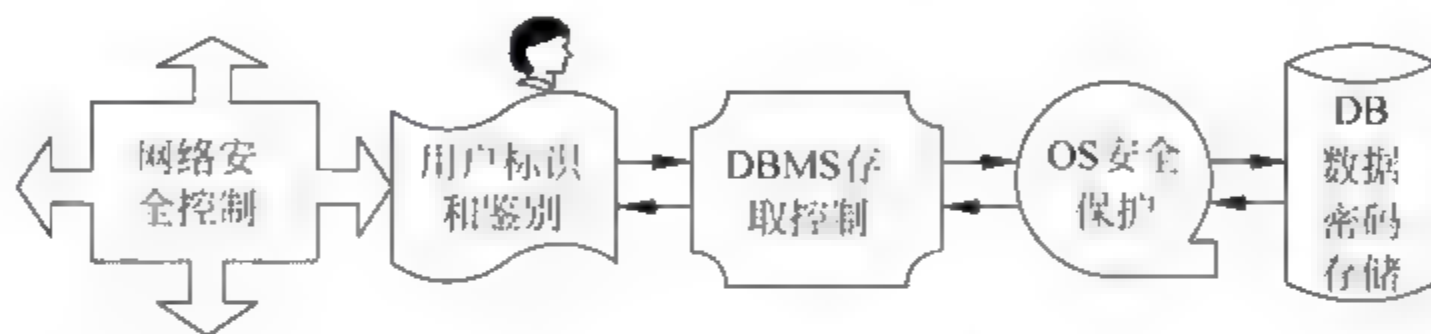 网络安
全控制
用户标识
和鉴别
DBMS存
取控制
OS安全
保护
DB
数据
密码
存储